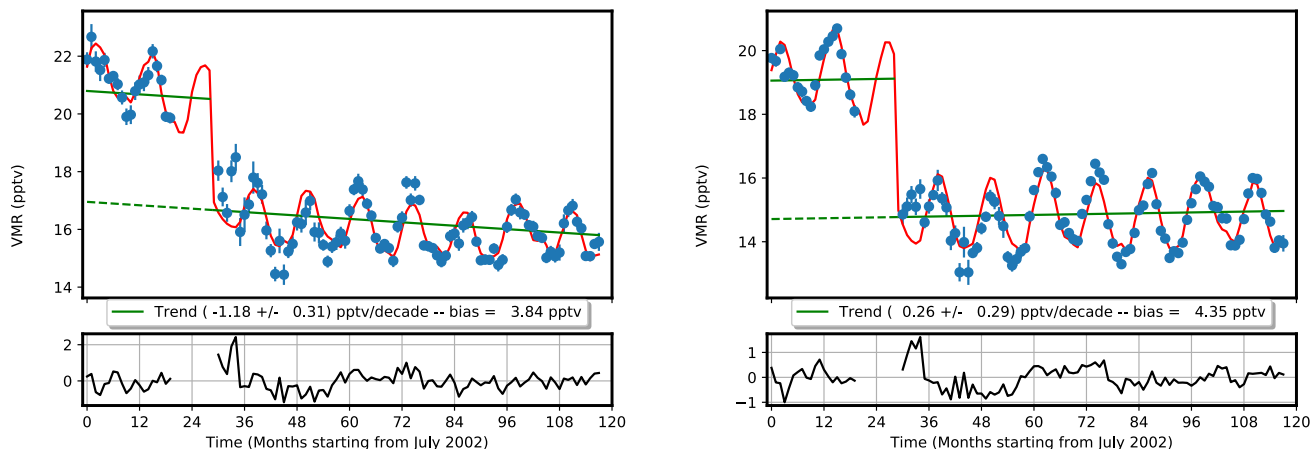 22
20
18
16
14
VMR (pptv)
Trend ( -1.18 +/-   0.31) pptv/decade -- bias =   3.84 pptv
2
0
0 12 24 36 48 60 72 84 96 108 120
Time (Months starting from July 2002)
20
18
16
14
VMR (pptv)
Trend (  0.26 +/-   0.29) pptv/decade -- bias =   4.35 pptv
1
0
−1
0 12 24 36 48 60 72 84 96 108 120
Time (Months starting from July 2002)